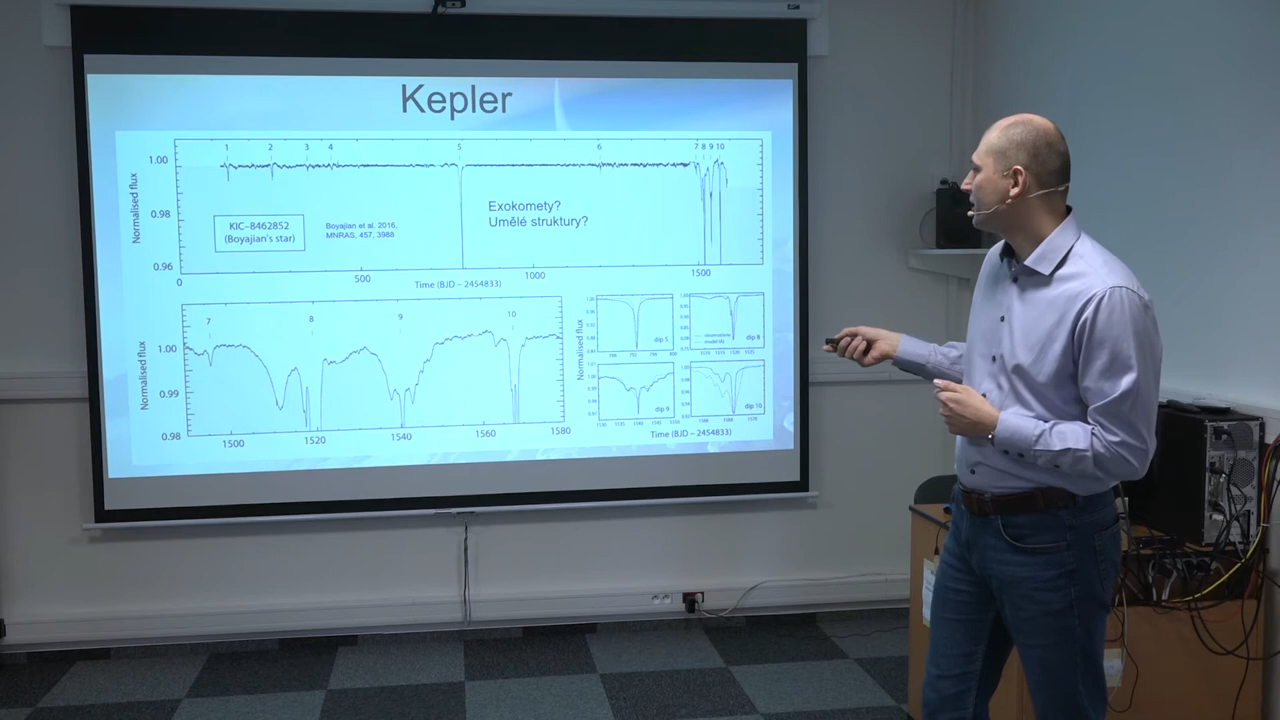 Kepler
1 2 3 4 5 6 7 8 9 10
1.00
0.98
0.96
Normalised flux
KIC–8462852
(Boyajian's star)
Boyajian et al. 2016,
MNRAS, 457, 3988
Exokomety?
Umělé struktury?
0 500 1000 1500
Time (BJD – 2454833)
7 8 9 10
1.00
0.99
0.98
Normalised flux
1500 1520 1540 1560 1580
Normalised flux
dip 5
dip 8
dip 9
dip 10
Time (BJD – 2454833)